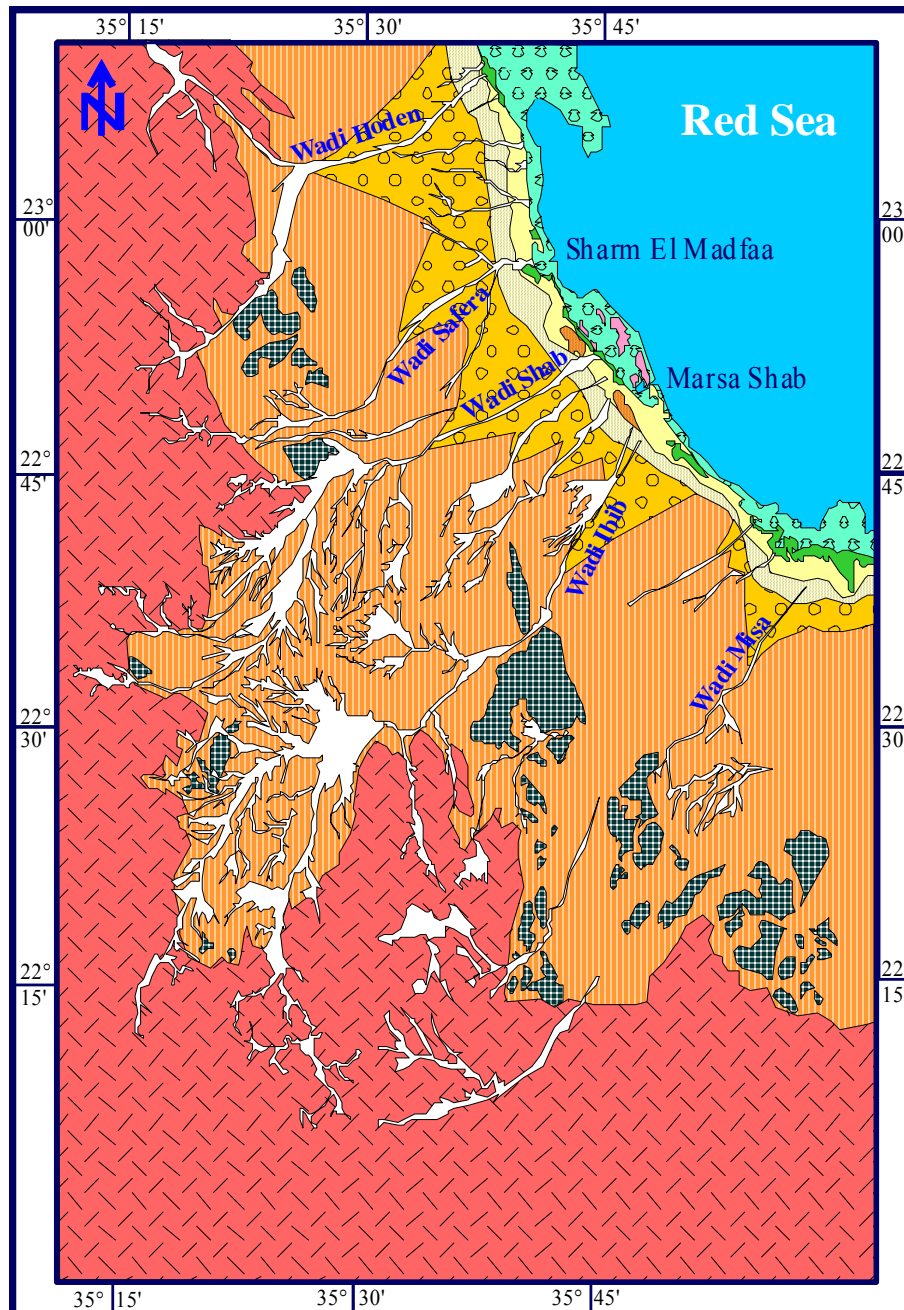 35° 15'
35° 30'
35° 45'
N
Red Sea
Wadi Hoden
23°
00'
23
00'
Sharm El Madfaa
Wadi Safera
Wadi Shab
Marsa Shab
22°
45'
22
45'
Wadi Ibib
Wadi Misa
22°
30'
22
30'
22°
15'
22
15'
35° 15'
35° 30'
35° 45'